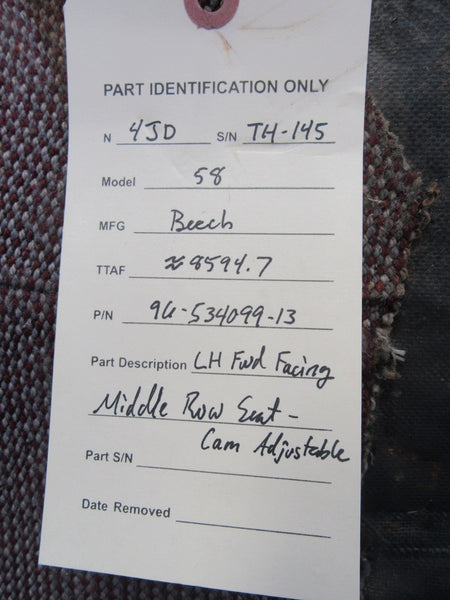 PART IDENTIFICATION ONLY
N 4JD S/N TH-145
Model 58
MFG Beech
TTAF ≈8594.7
P/N 96-534099-13
Part Description LH Fwd Facing
Middle Row Seat -
Cam Adjustable
Part S/N
Date Removed